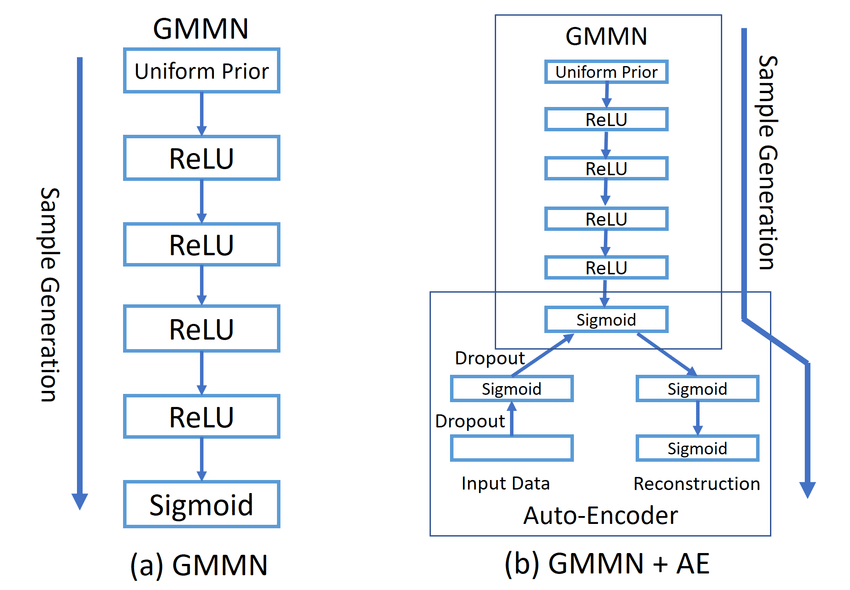 GMMN
Uniform Prior
ReLU
ReLU
ReLU
ReLU
Sigmoid
Sample Generation
(a) GMMN
GMMN
Uniform Prior
ReLU
ReLU
ReLU
ReLU
Sigmoid
Sample Generation
Dropout
Sigmoid
Sigmoid
Dropout
Sigmoid
Input Data
Reconstruction
Auto-Encoder
(b) GMMN + AE